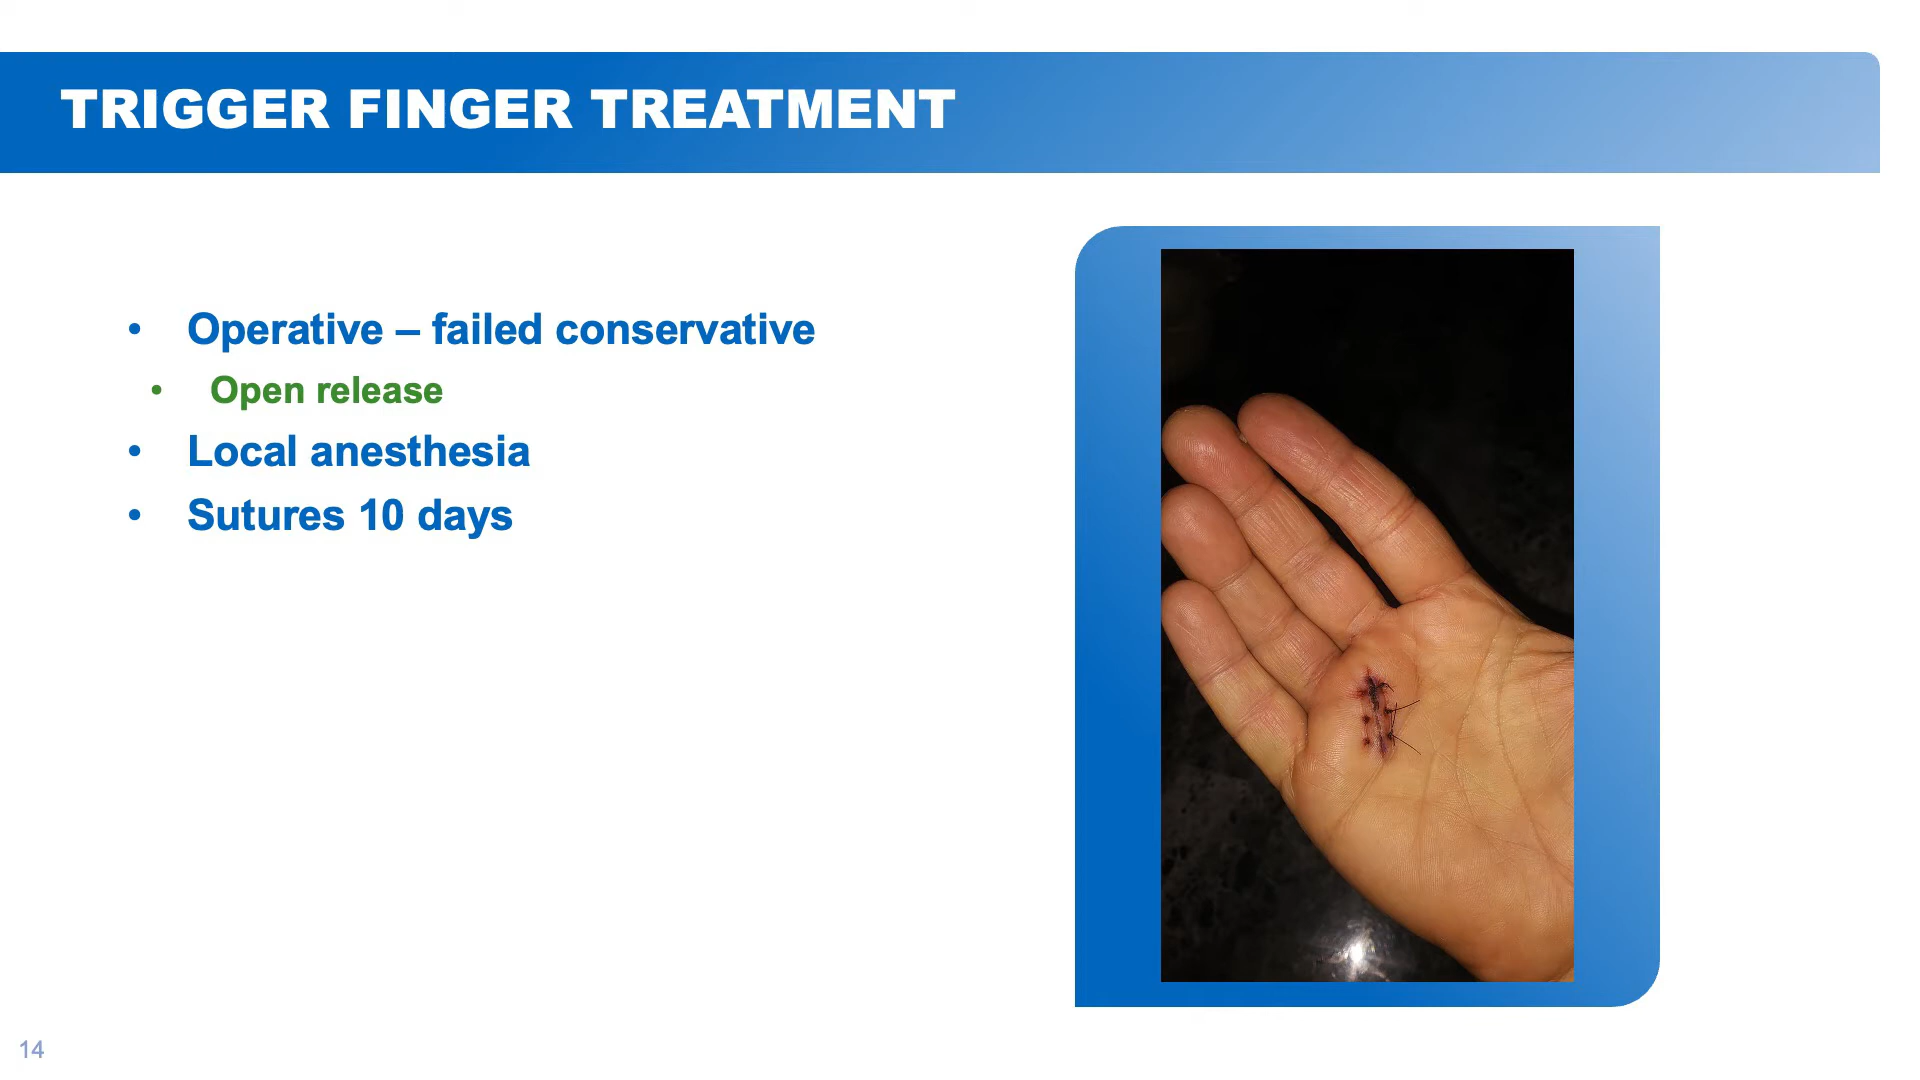 TRIGGER FINGER TREATMENT
• Operative – failed conservative
• Open release
• Local anesthesia
• Sutures 10 days
14